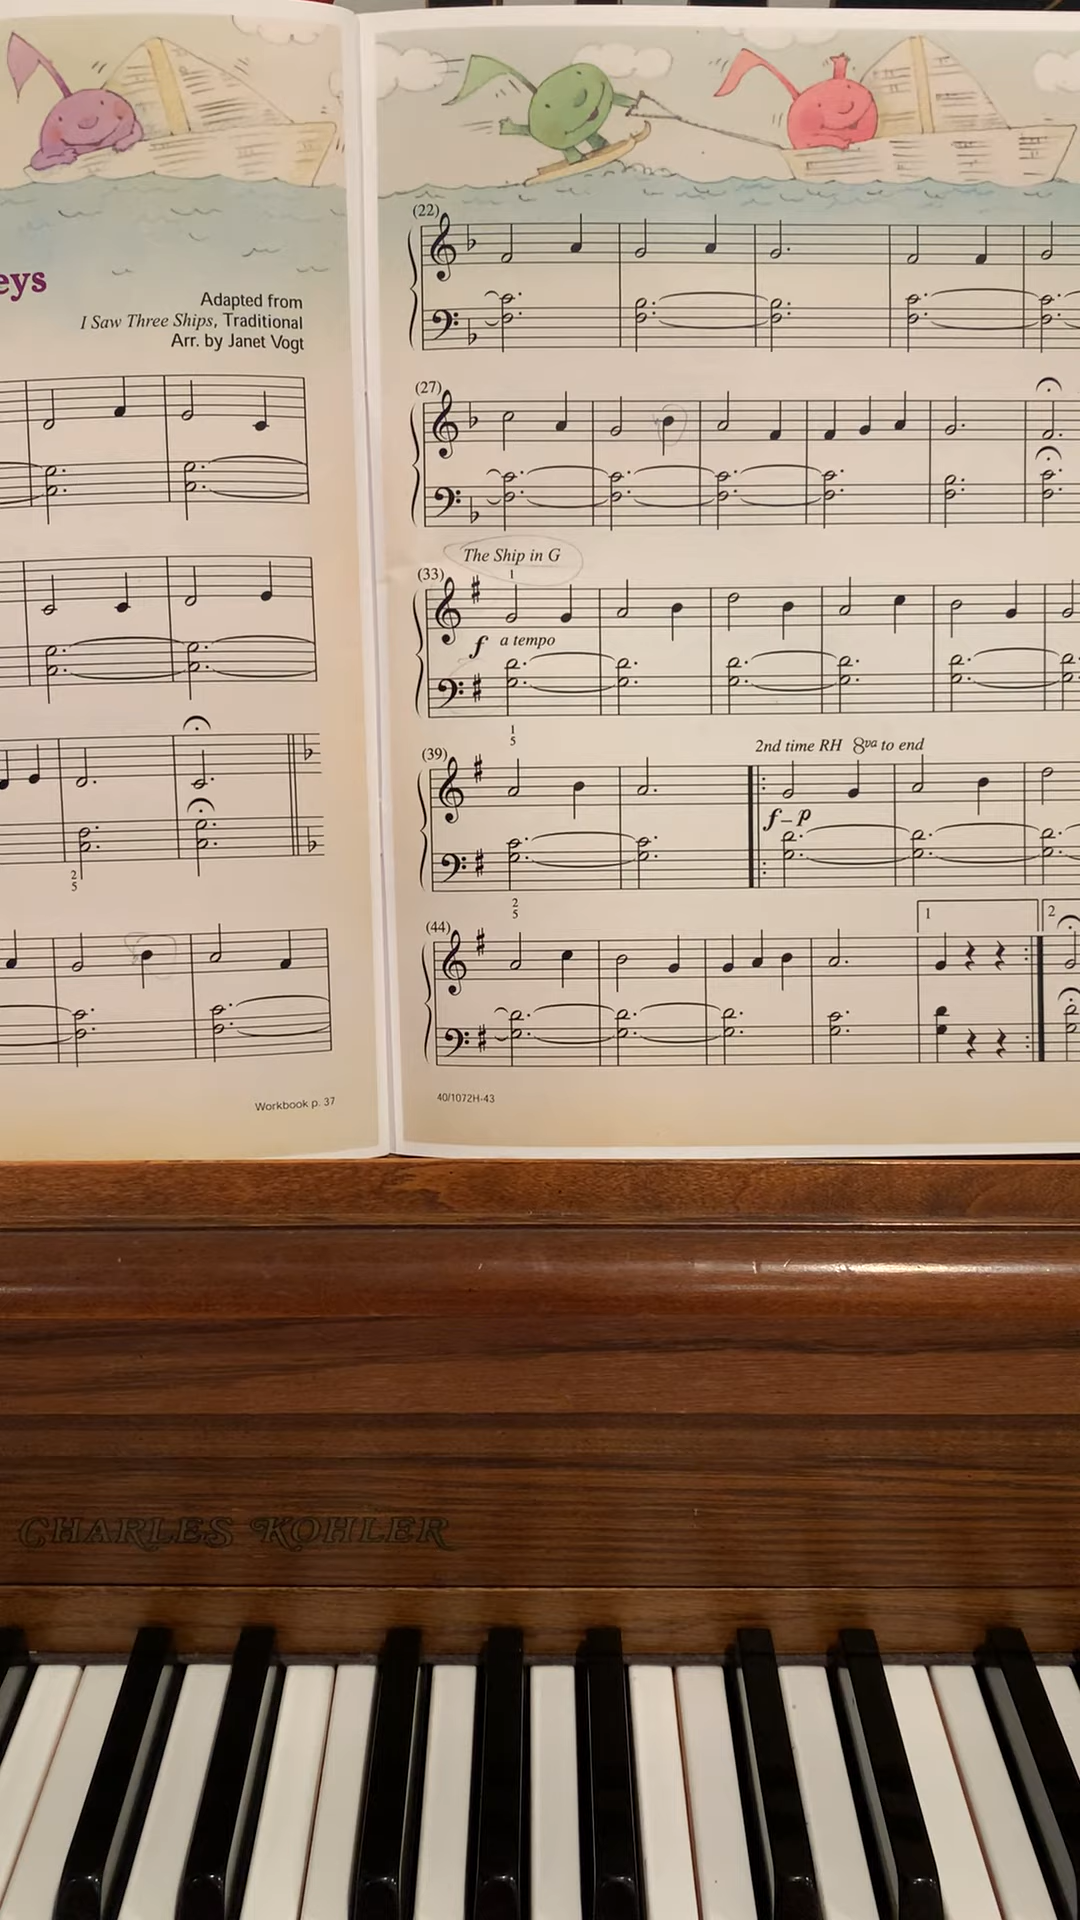 eys
Adapted from
I Saw Three Ships, Traditional
Arr. by Janet Vogt
2
5
Workbook p. 37
(22)
(27)
The Ship in G
(33)
1
f a tempo
1
5
(39)
2nd time RH 8va to end
f–p
2
5
(44)
1
2
40/1072H-43
CHARLES KOHLER